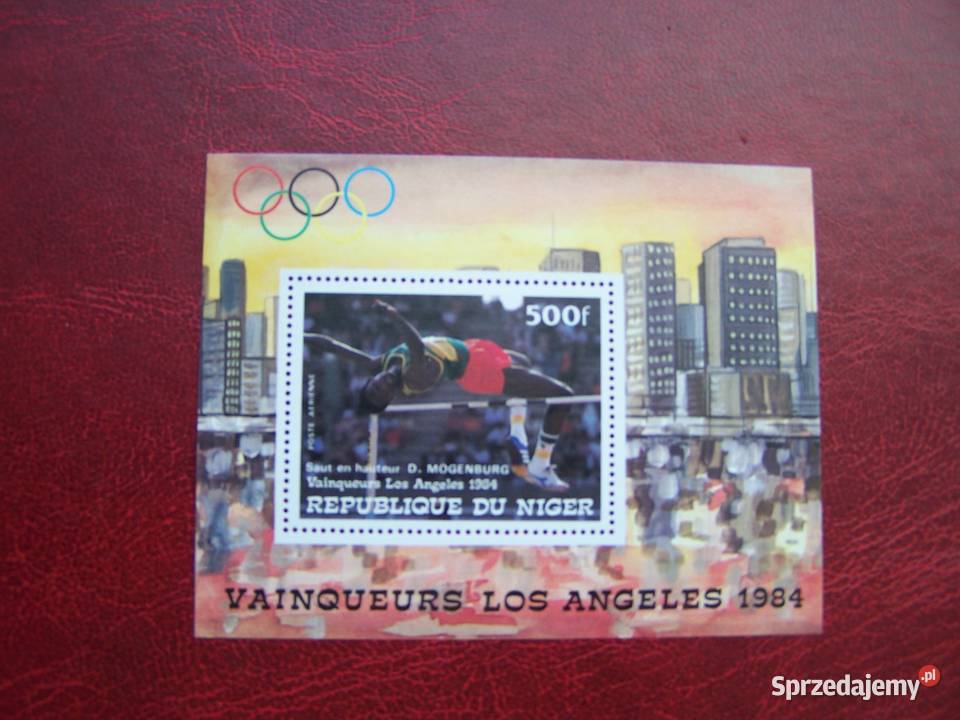 500f
POSTE AERIENNE
Saut en hauteur D. MOGENBURG
Vainqueurs Los Angeles 1984
REPUBLIQUE DU NIGER
VAINQUEURS LOS ANGELES 1984
Sprzedajemy.pl